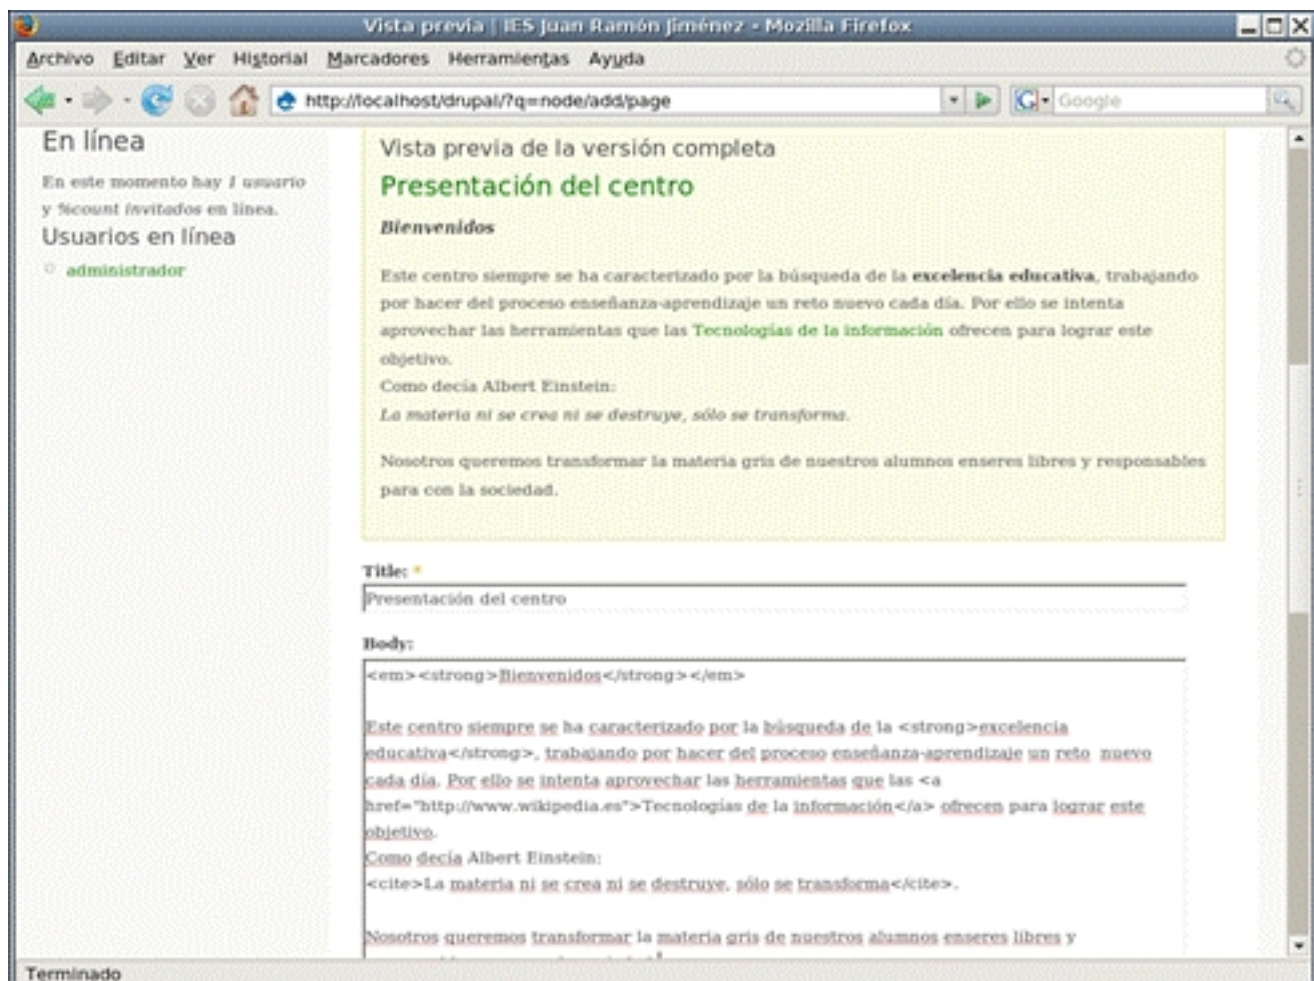 Vista previa | IES Juan Ramón Jiménez - Mozilla Firefox
Archivo Editar Ver Historial Marcadores Herramientas Ayuda
http://localhost/drupal/?q=node/add/page
Google
En línea
En este momento hay 1 usuario
y %count invitados en línea.
Usuarios en línea
administrador
Vista previa de la versión completa
Presentación del centro
Bienvenidos
Este centro siempre se ha caracterizado por la búsqueda de la excelencia educativa, trabajando
por hacer del proceso enseñanza-aprendizaje un reto nuevo cada día. Por ello se intenta
aprovechar las herramientas que las Tecnologías de la información ofrecen para lograr este
objetivo.
Como decía Albert Einstein:
La materia ni se crea ni se destruye, sólo se transforma.
Nosotros queremos transformar la materia gris de nuestros alumnos enseres libres y responsables
para con la sociedad.
Title: *
Presentación del centro
Body:
<em><strong>Bienvenidos</strong></em>
Este centro siempre se ha caracterizado por la búsqueda de la <strong>excelencia
educativa</strong>, trabajando por hacer del proceso enseñanza-aprendizaje un reto  nuevo
cada día. Por ello se intenta aprovechar las herramientas que las <a
href="http://www.wikipedia.es">Tecnologías de la información</a> ofrecen para lograr este
objetivo.
Como decía Albert Einstein:
<cite>La materia ni se crea ni se destruye, sólo se transforma</cite>.
Nosotros queremos transformar la materia gris de nuestros alumnos enseres libres y
Terminado